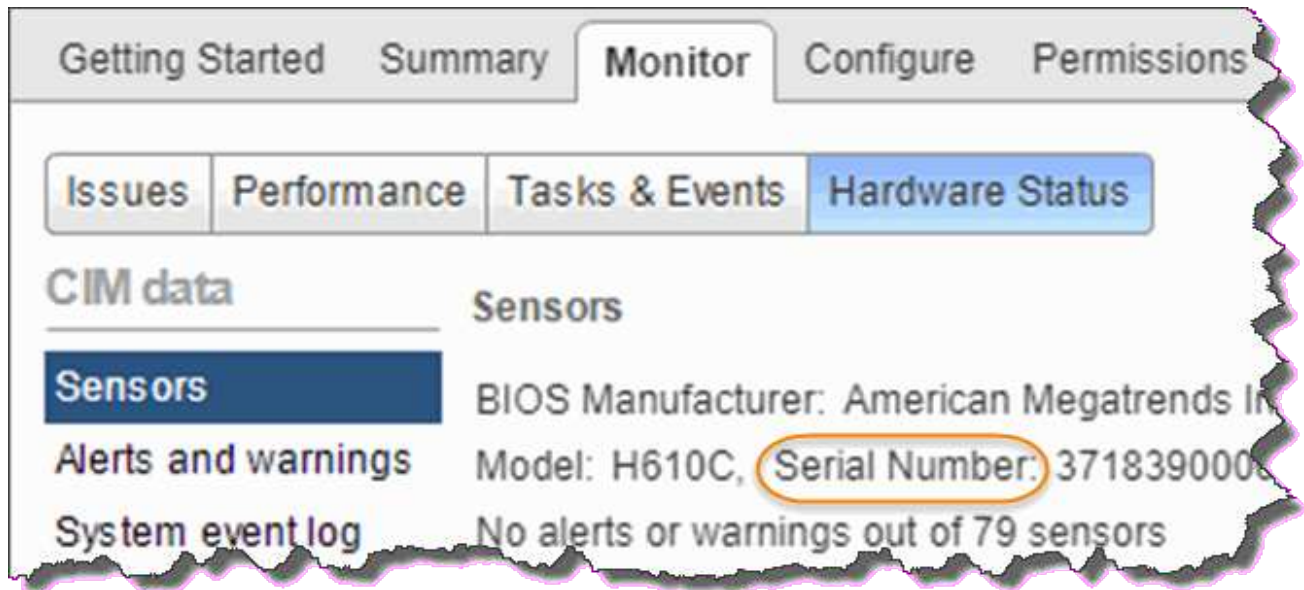 Getting Started Summary Monitor Configure Permissions
Issues Performance Tasks & Events Hardware Status
CIM data
Sensors
Sensors
Alerts and warnings
System event log
BIOS Manufacturer: American Megatrends
Model: H610C, Serial Number:
No alerts or warnings out of 79 sensors